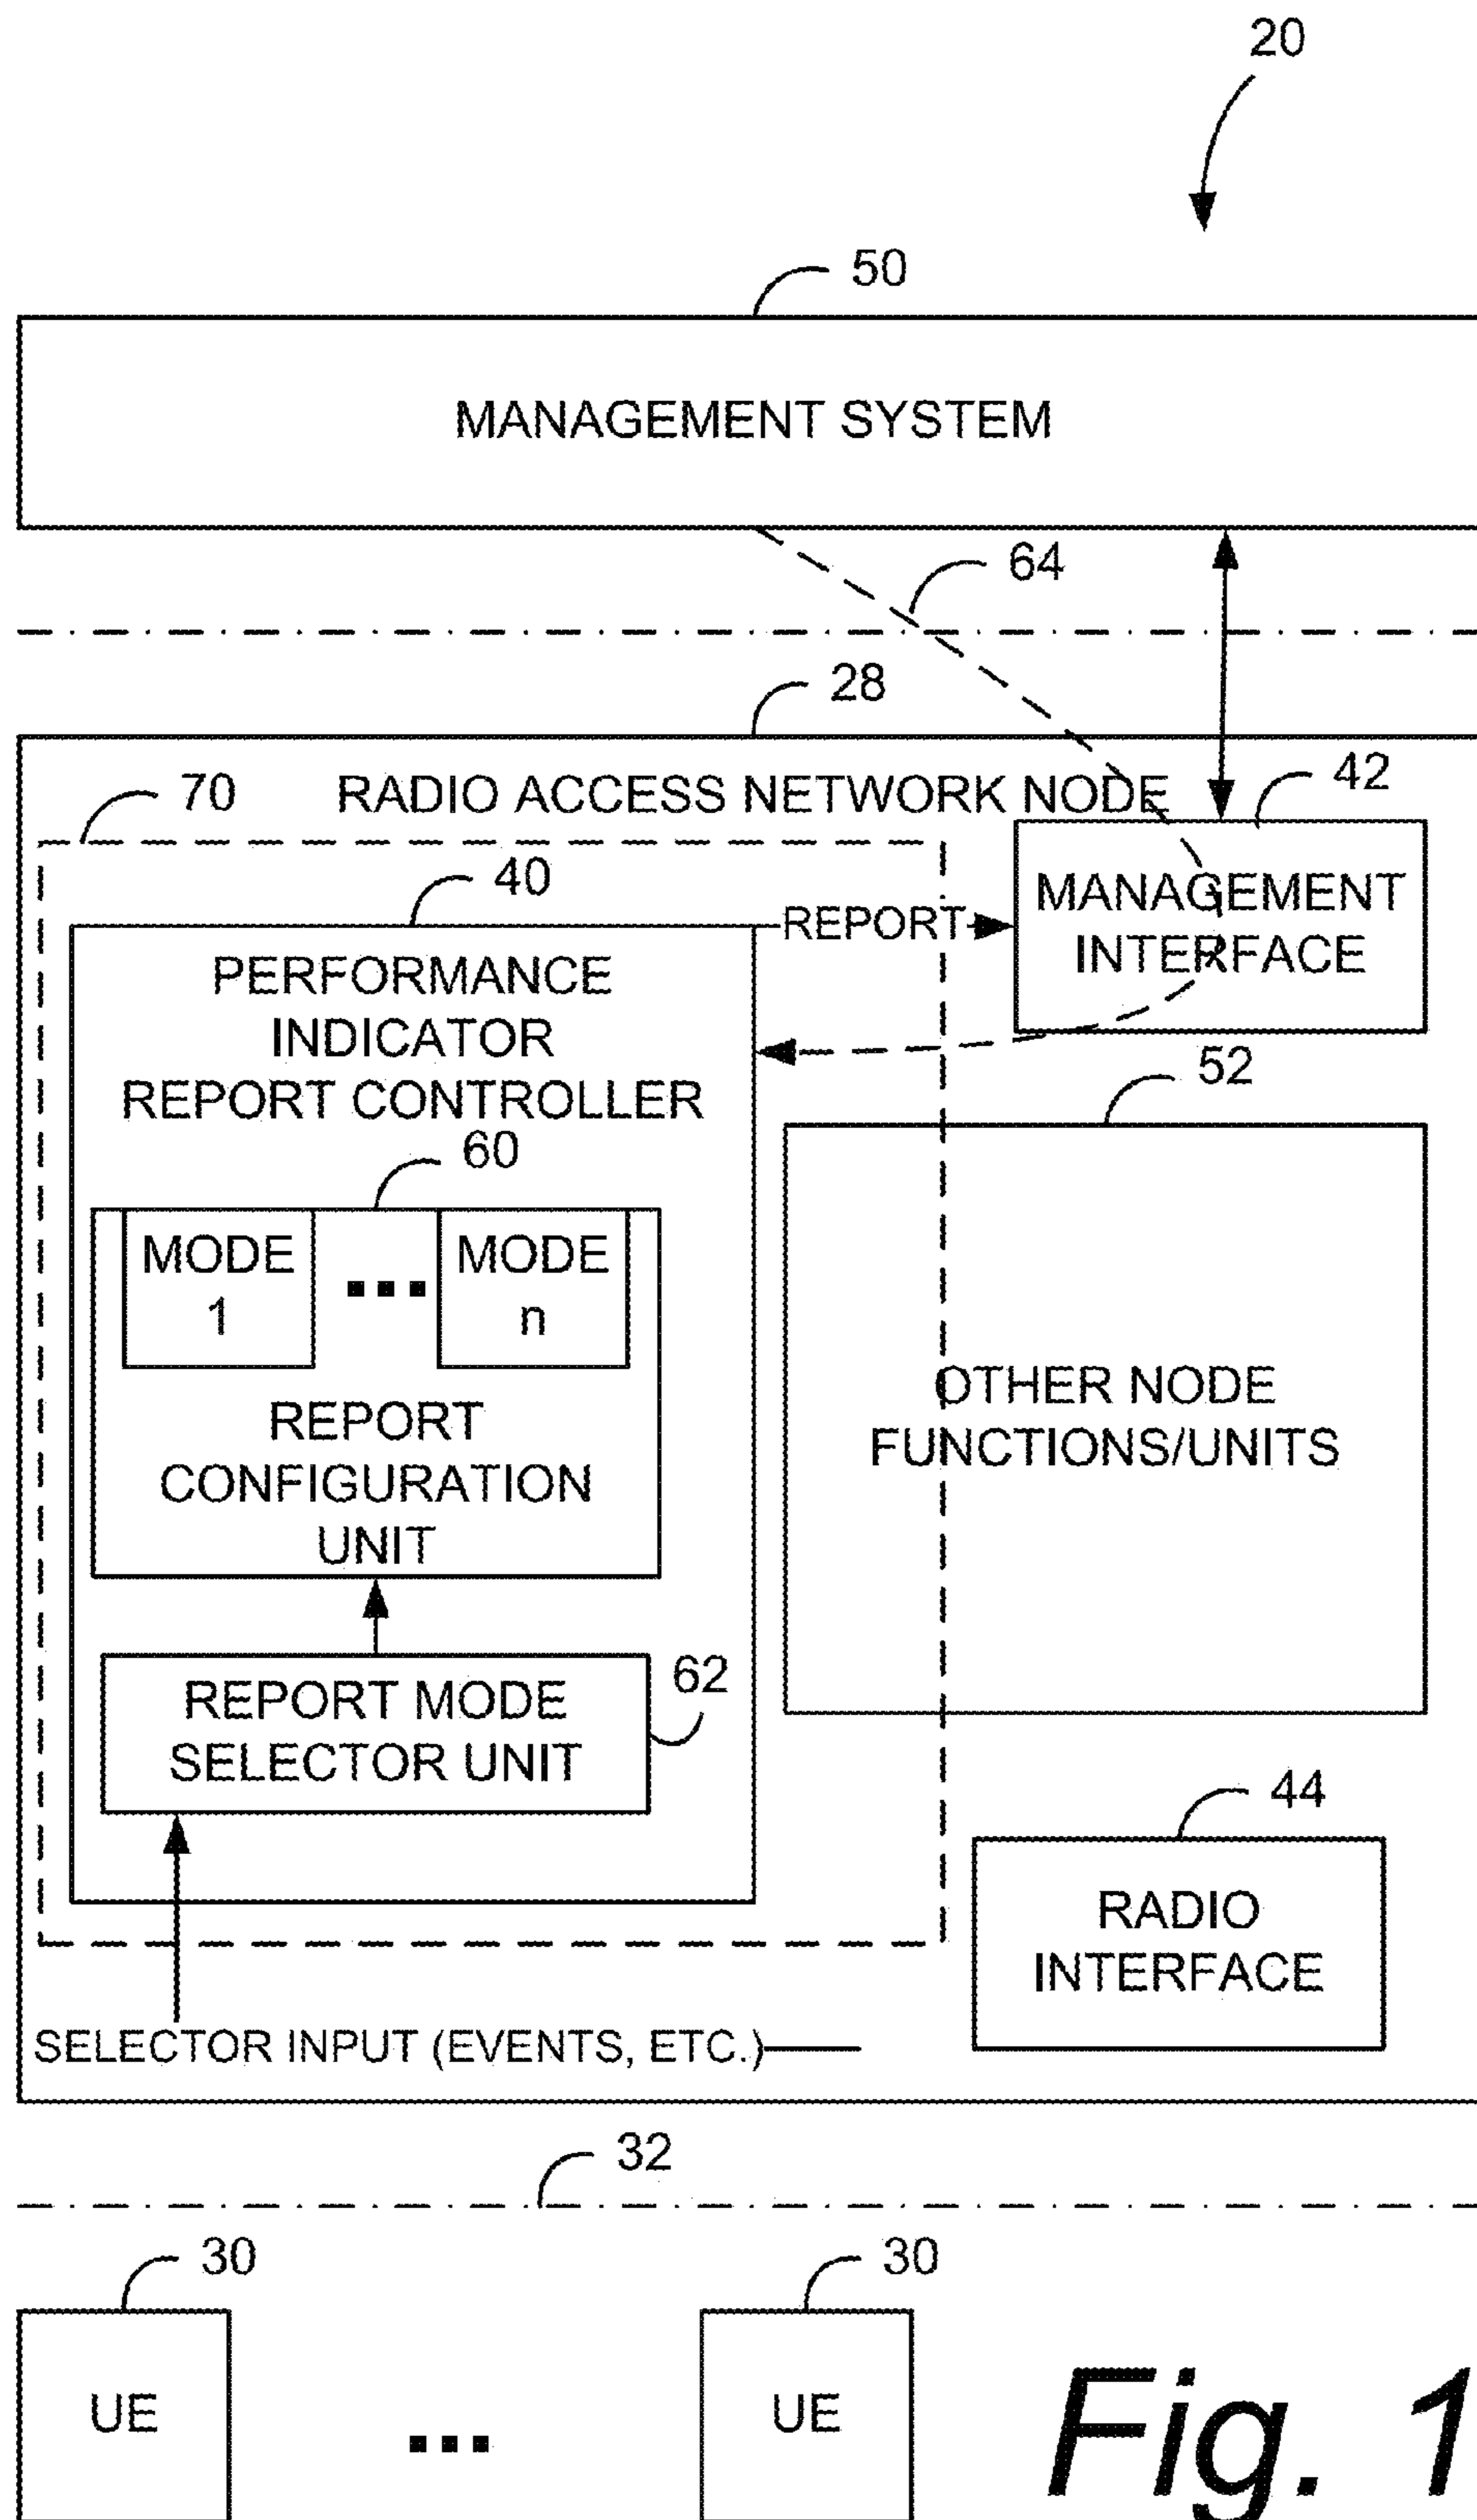 20
50
MANAGEMENT SYSTEM
64
28
70
RADIO ACCESS NETWORK NODE
42
40
REPORT
MANAGEMENT
INTERFACE
PERFORMANCE
INDICATOR
REPORT CONTROLLER
52
60
MODE
1
MODE
n
REPORT
CONFIGURATION
UNIT
OTHER NODE
FUNCTIONS/UNITS
62
REPORT MODE
SELECTOR UNIT
44
RADIO
INTERFACE
SELECTOR INPUT (EVENTS, ETC.)
32
30
30
UE
UE
Fig. 1